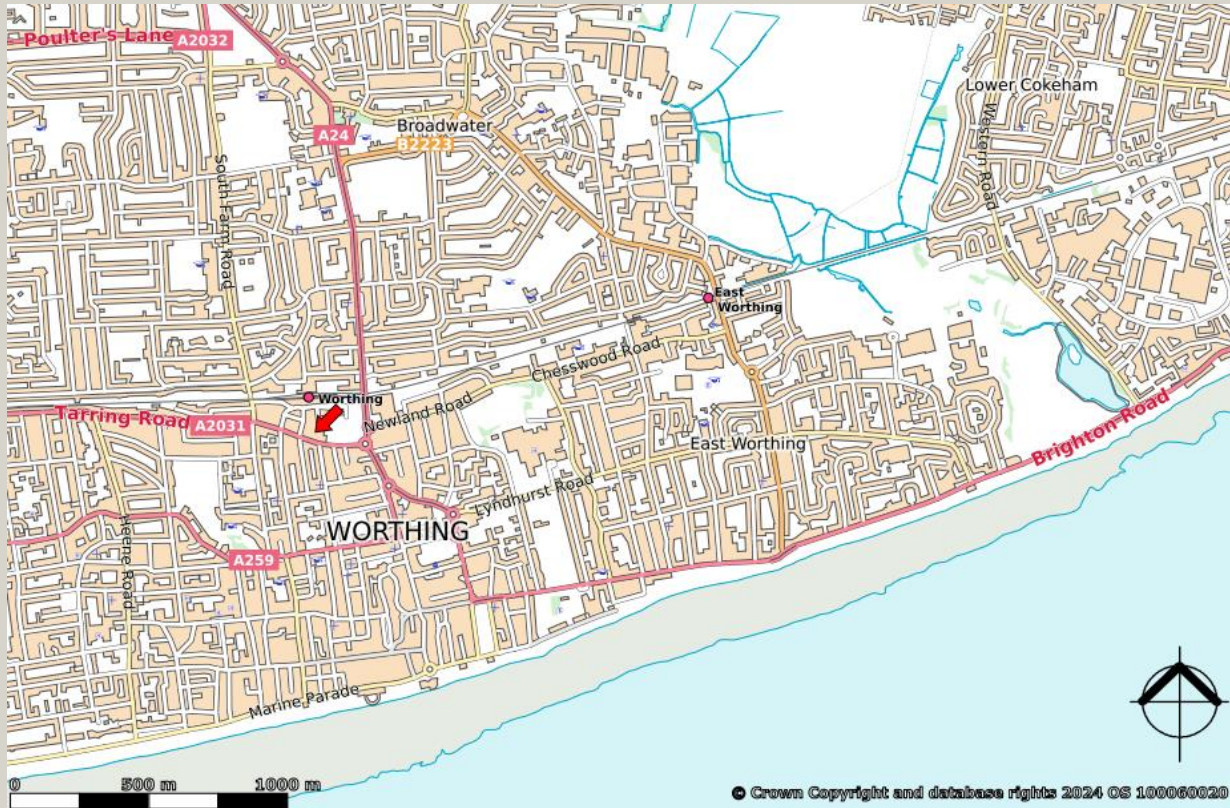 Poulter's Lane
A2032
Lower Cokeham
Broadwater
A24
B2223
Western Road
South Farm Road
East
Worthing
Chesswood Road
Worthing
Tarring Road
A2031
Newland Road
East Worthing
Brighton Road
Lyndhurst Road
WORTHING
Heene Road
A259
Marine Parade
0 500 m 1000 m
© Crown Copyright and database rights 2024 OS 100060020